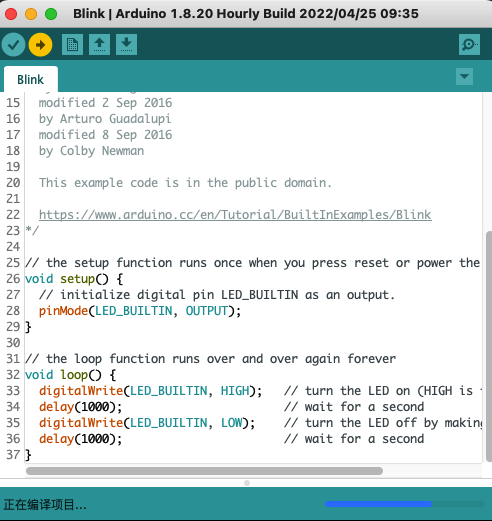 Blink | Arduino 1.8.20 Hourly Build 2022/04/25 09:35
Blink
15 modified 2 Sep 2016
16 by Arturo Guadalupi
17 modified 8 Sep 2016
18 by Colby Newman
19
20 This example code is in the public domain.
21
22 https://www.arduino.cc/en/Tutorial/BuiltInExamples/Blink
23 */
24
25 // the setup function runs once when you press reset or power the
26 void setup() {
27 // initialize digital pin LED_BUILTIN as an output.
28 pinMode(LED_BUILTIN, OUTPUT);
29 }
30
31 // the loop function runs over and over again forever
32 void loop() {
33 digitalWrite(LED_BUILTIN, HIGH); // turn the LED on (HIGH is
34 delay(1000); // wait for a second
35 digitalWrite(LED_BUILTIN, LOW); // turn the LED off by making
36 delay(1000); // wait for a second
37 }
正在编译项目...